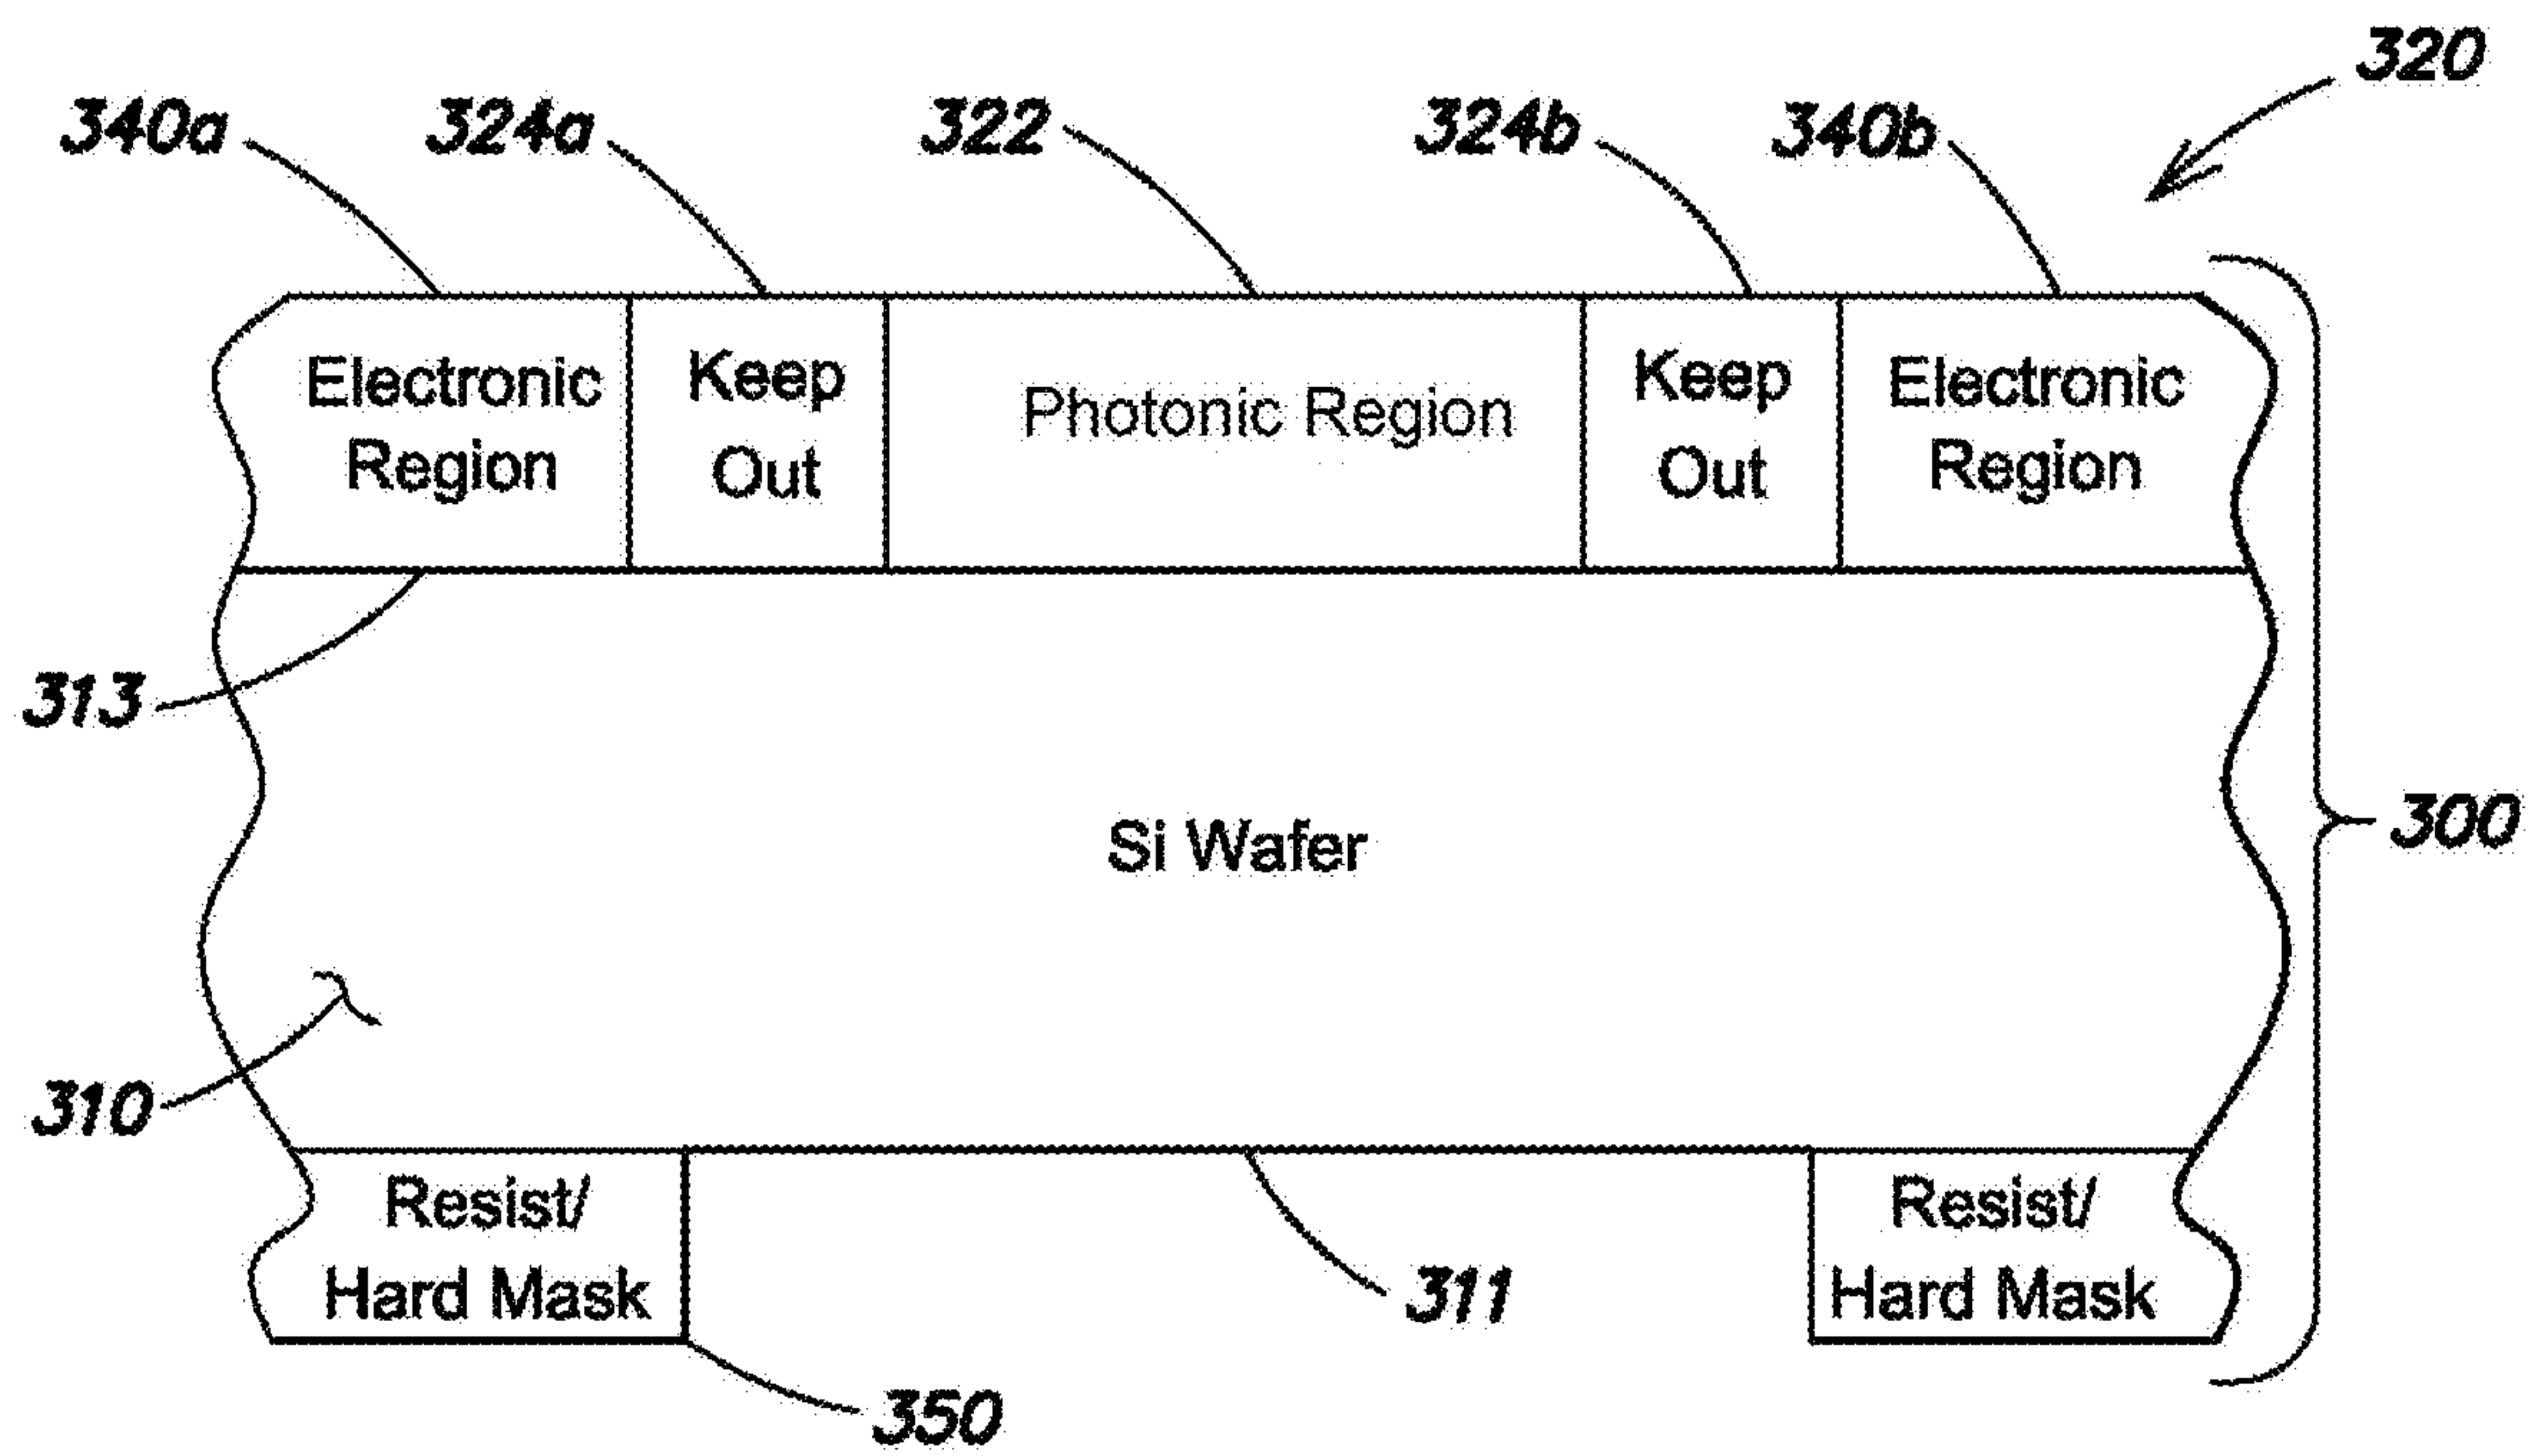 320
340a 324a 322 324b 340b
Electronic
Region
Keep
Out
Photonic Region
Keep
Out
Electronic
Region
313
Si Wafer
300
310
Resist/
Hard Mask
311
Resist/
Hard Mask
350